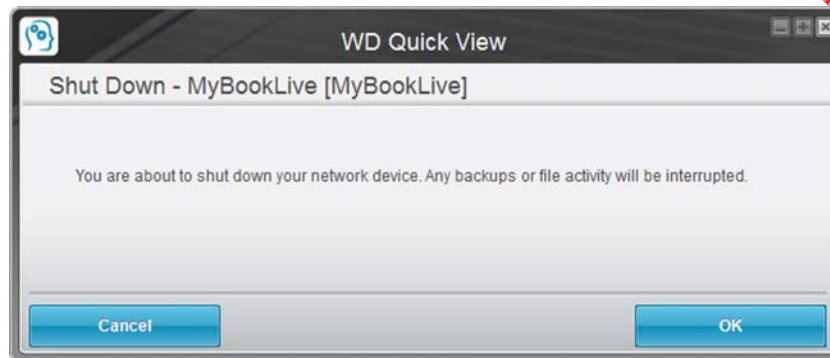 WD Quick View
Shut Down - MyBookLive [MyBookLive]
You are about to shut down your network device. Any backups or file activity will be interrupted.
Cancel
OK